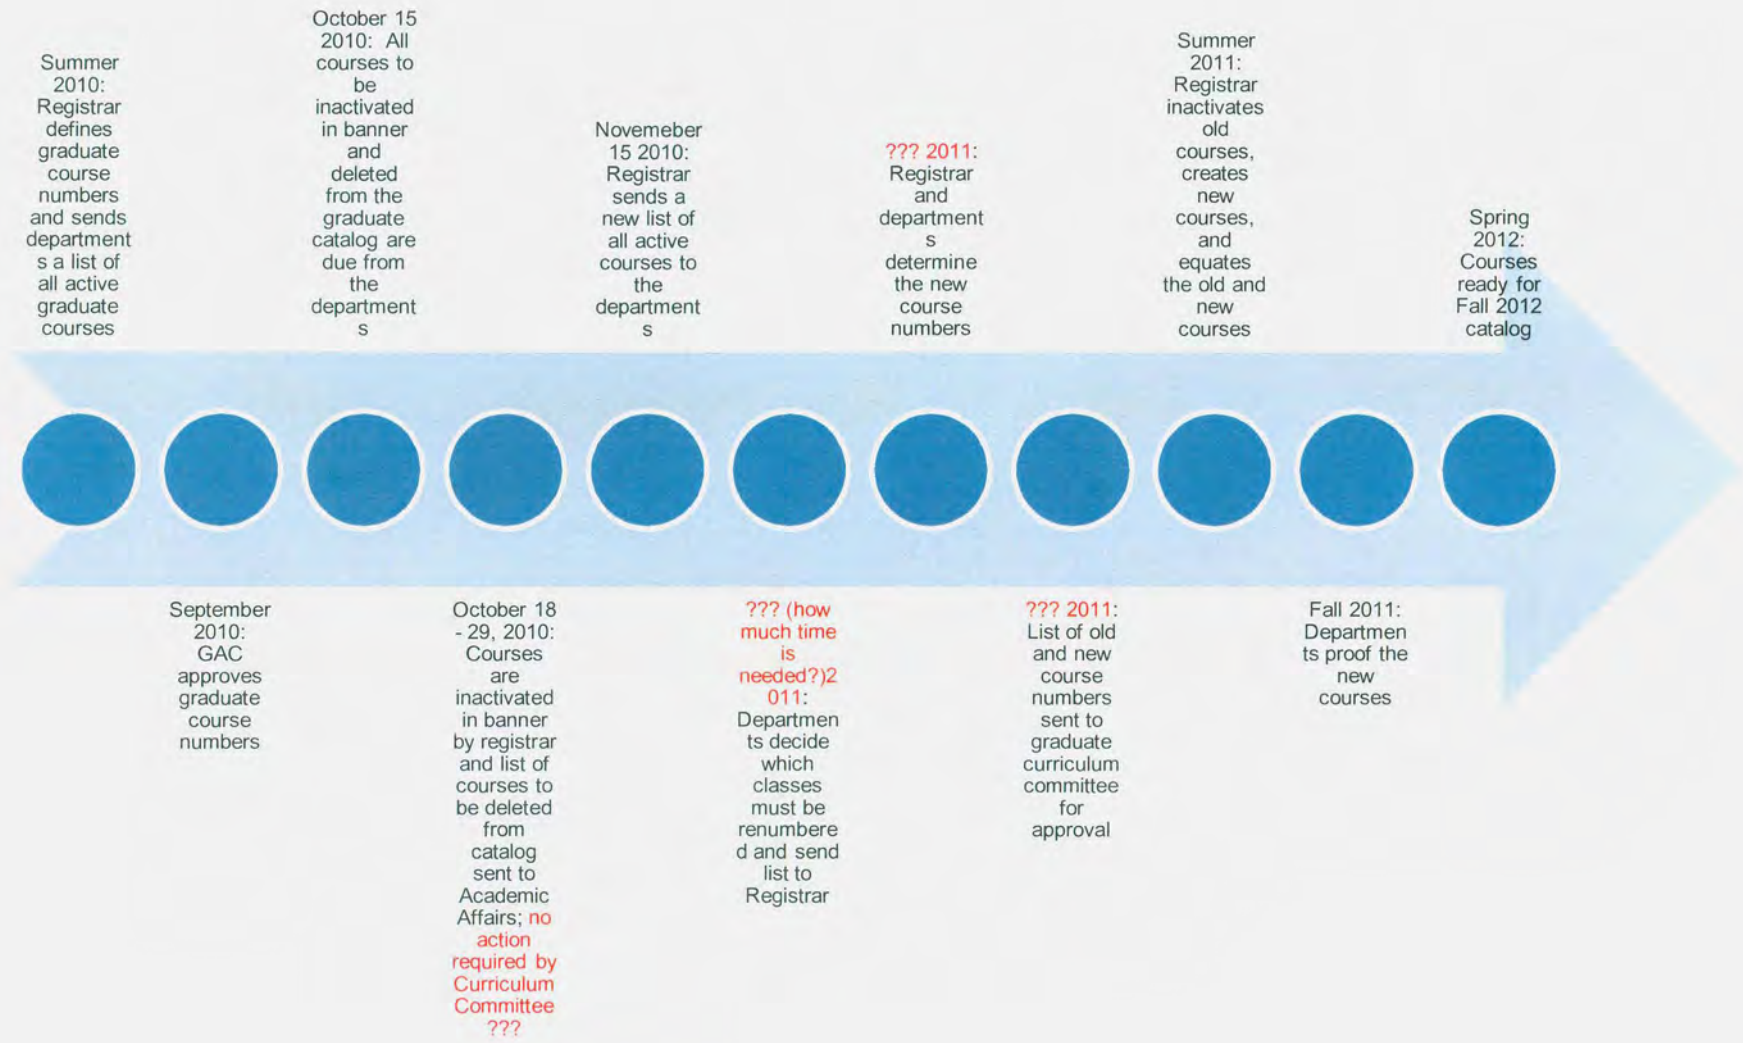 Summer
2010:
Registrar
defines
graduate
course
numbers
and sends
department
s a list of
all active
graduate
courses
September
2010:
GAC
approves
graduate
course
numbers
October 15
2010: All
courses to
be
inactivated
in banner
and
deleted
from the
graduate
catalog are
due from
the
department
s
October 18
- 29, 2010:
Courses
are
inactivated
in banner
by registrar
and list of
courses to
be deleted
from
catalog
sent to
Academic
Affairs; no
action
required by
Curriculum
Committee
???
Novemeber
15 2010:
Registrar
sends a
new list of
all active
courses to
the
department
s
??? (how
much time
is
needed?)2
011:
Departmen
ts decide
which
classes
must be
renumbere
d and send
list to
Registrar
??? 2011:
Registrar
and
department
s
determine
the new
course
numbers
??? 2011:
List of old
and new
course
numbers
sent to
graduate
curriculum
committee
for
approval
Summer
2011:
Registrar
inactivates
old
courses,
creates
new
courses,
and
equates
the old and
new
courses
Fall 2011:
Departmen
ts proof the
new
courses
Spring
2012:
Courses
ready for
Fall 2012
catalog